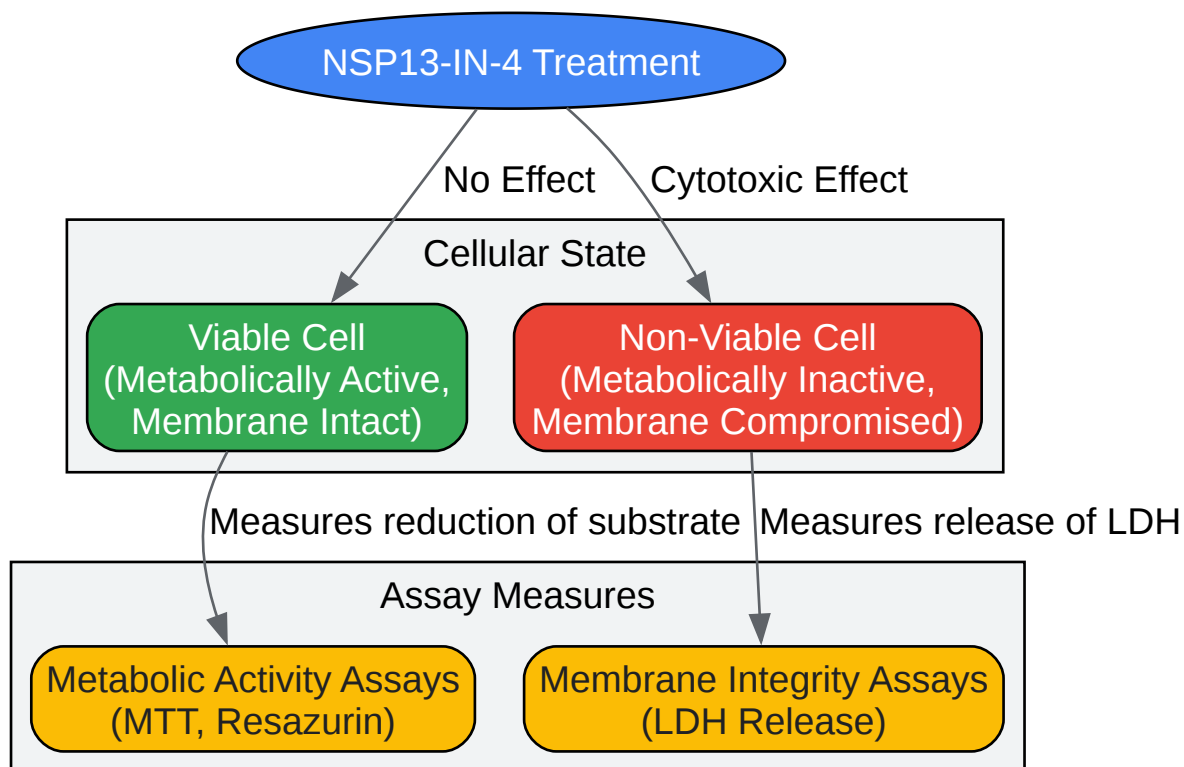 NSP13-IN-4 Treatment
No Effect
Cytotoxic Effect
Cellular State
Viable Cell
(Metabolically Active,
Membrane Intact)
Non-Viable Cell
(Metabolically Inactive,
Membrane Compromised)
Measures reduction of substrate
Measures release of LDH
Assay Measures
Metabolic Activity Assays
(MTT, Resazurin)
Membrane Integrity Assays
(LDH Release)